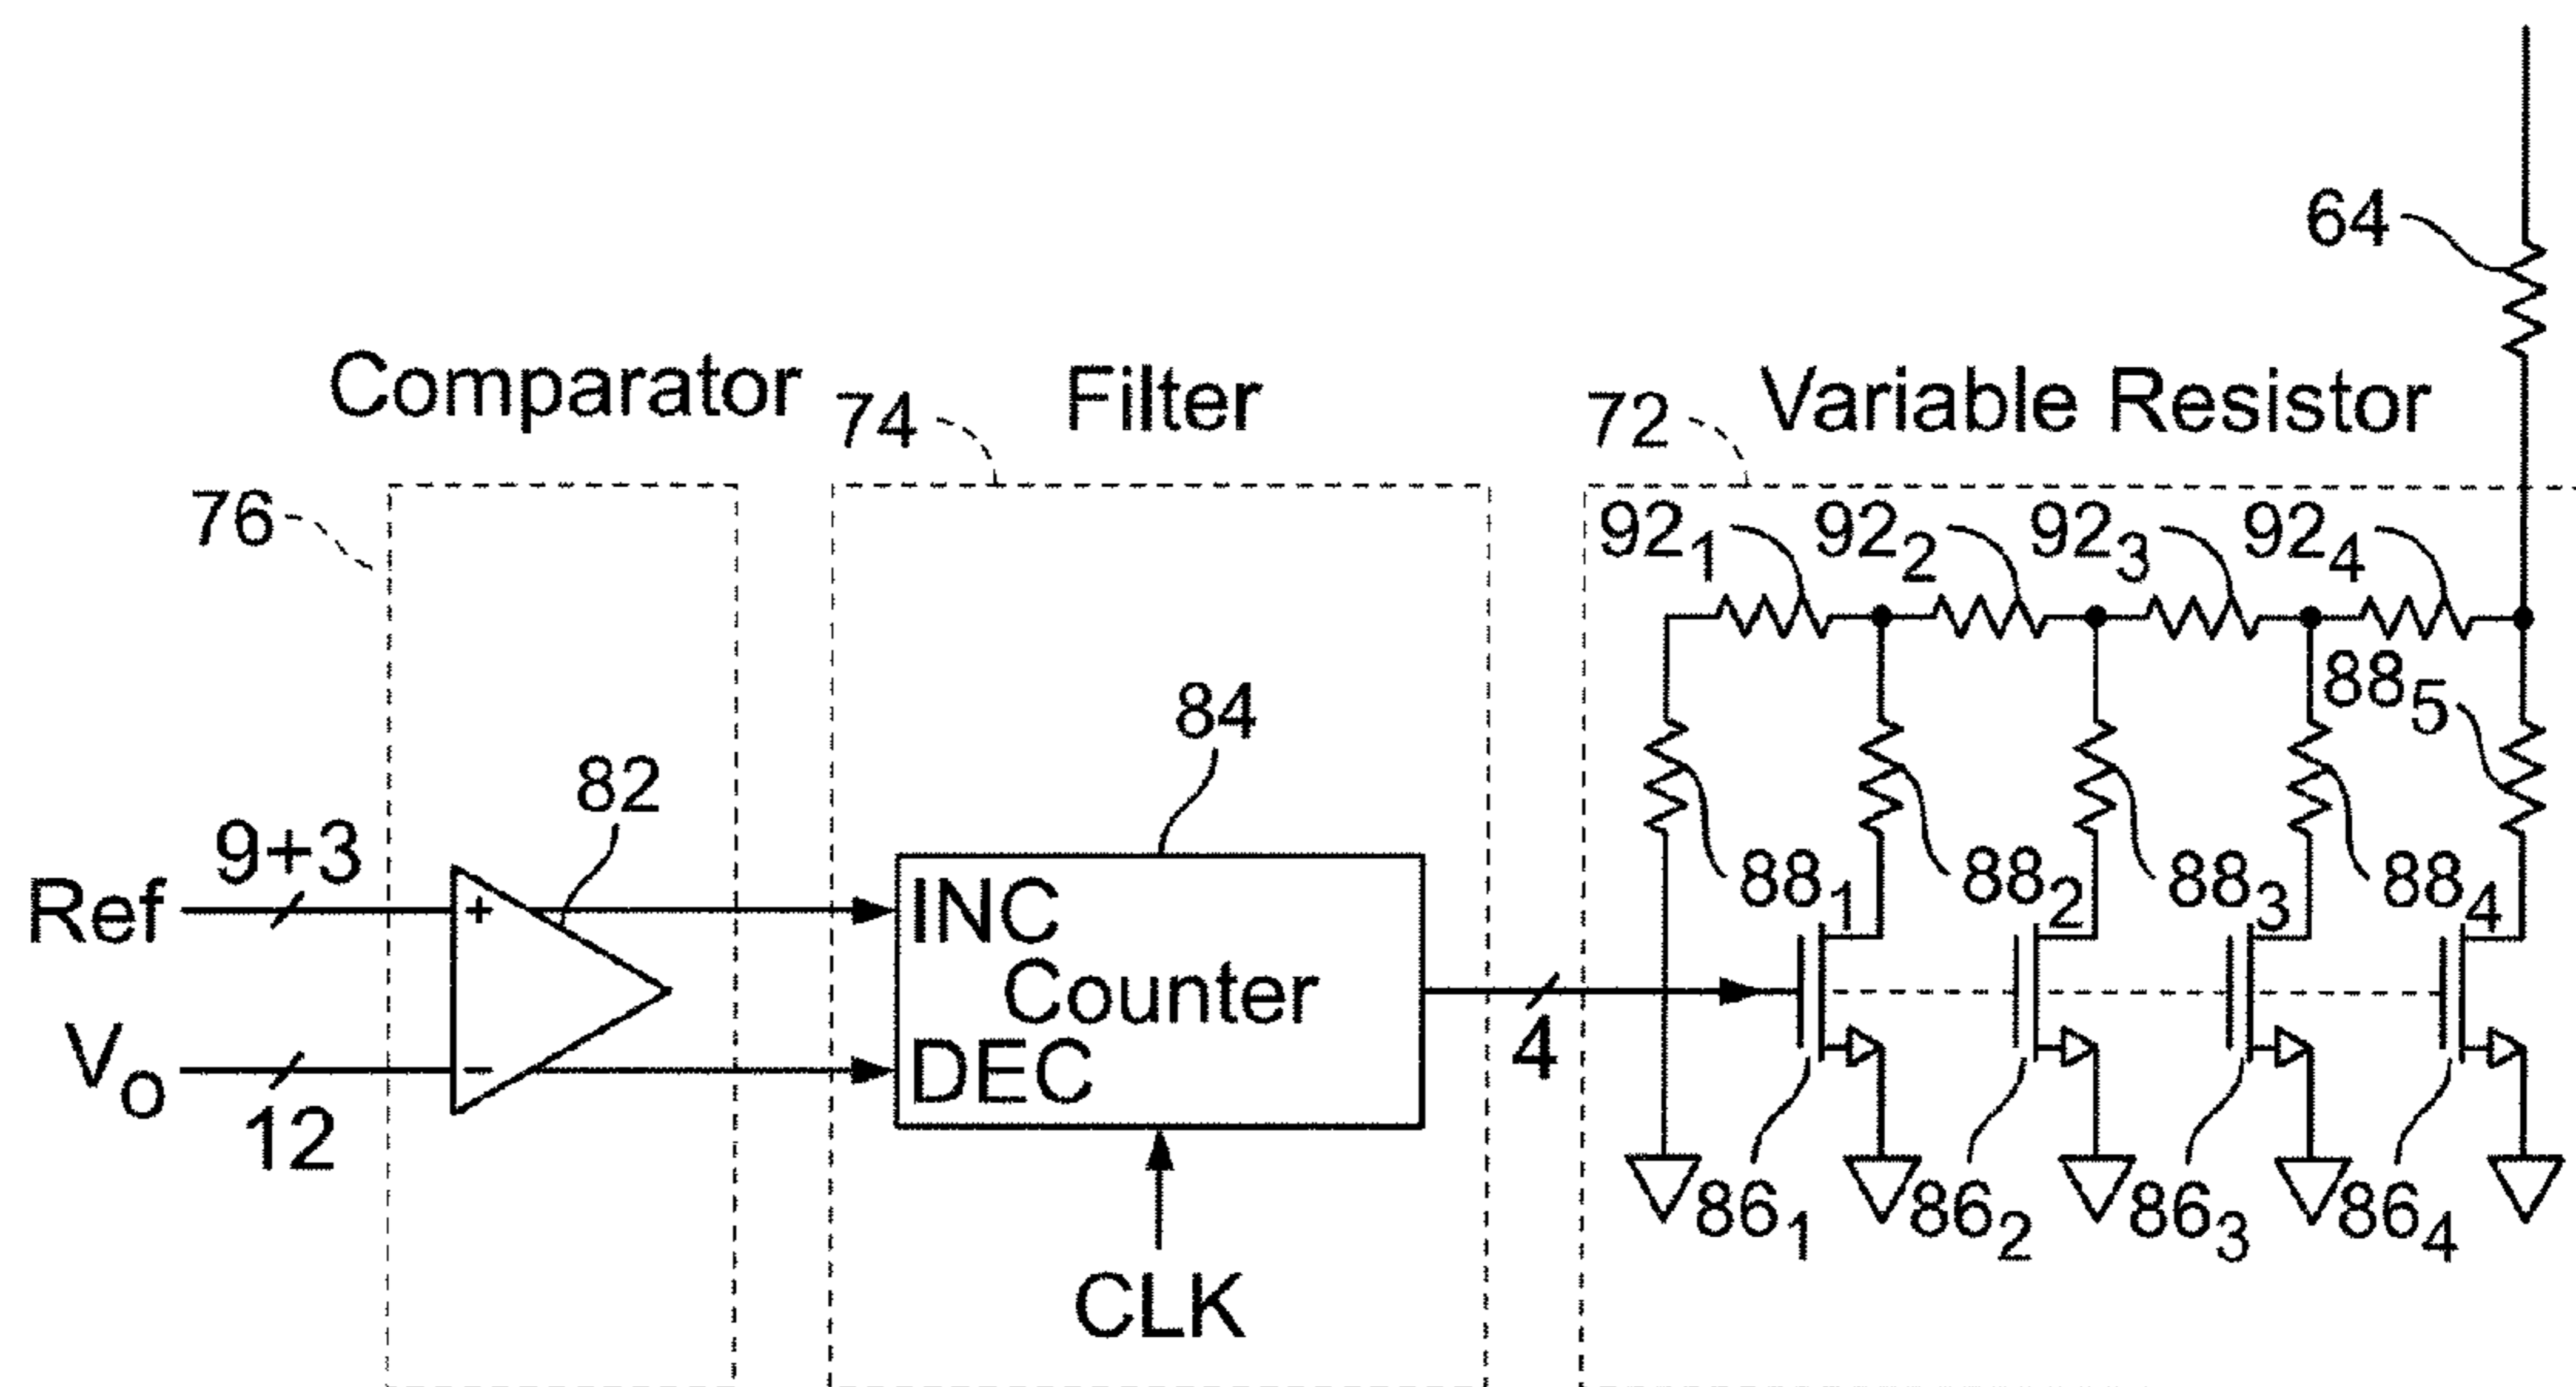 64
Comparator
Filter
Variable Resistor
74
72
76
92₁
92₂
92₃
92₄
88₅
84
82
9+3
Ref
+
INC
Counter
DEC
V₀
−
12
4
88₁
88₂
88₃
88₄
86₁
86₂
86₃
86₄
CLK